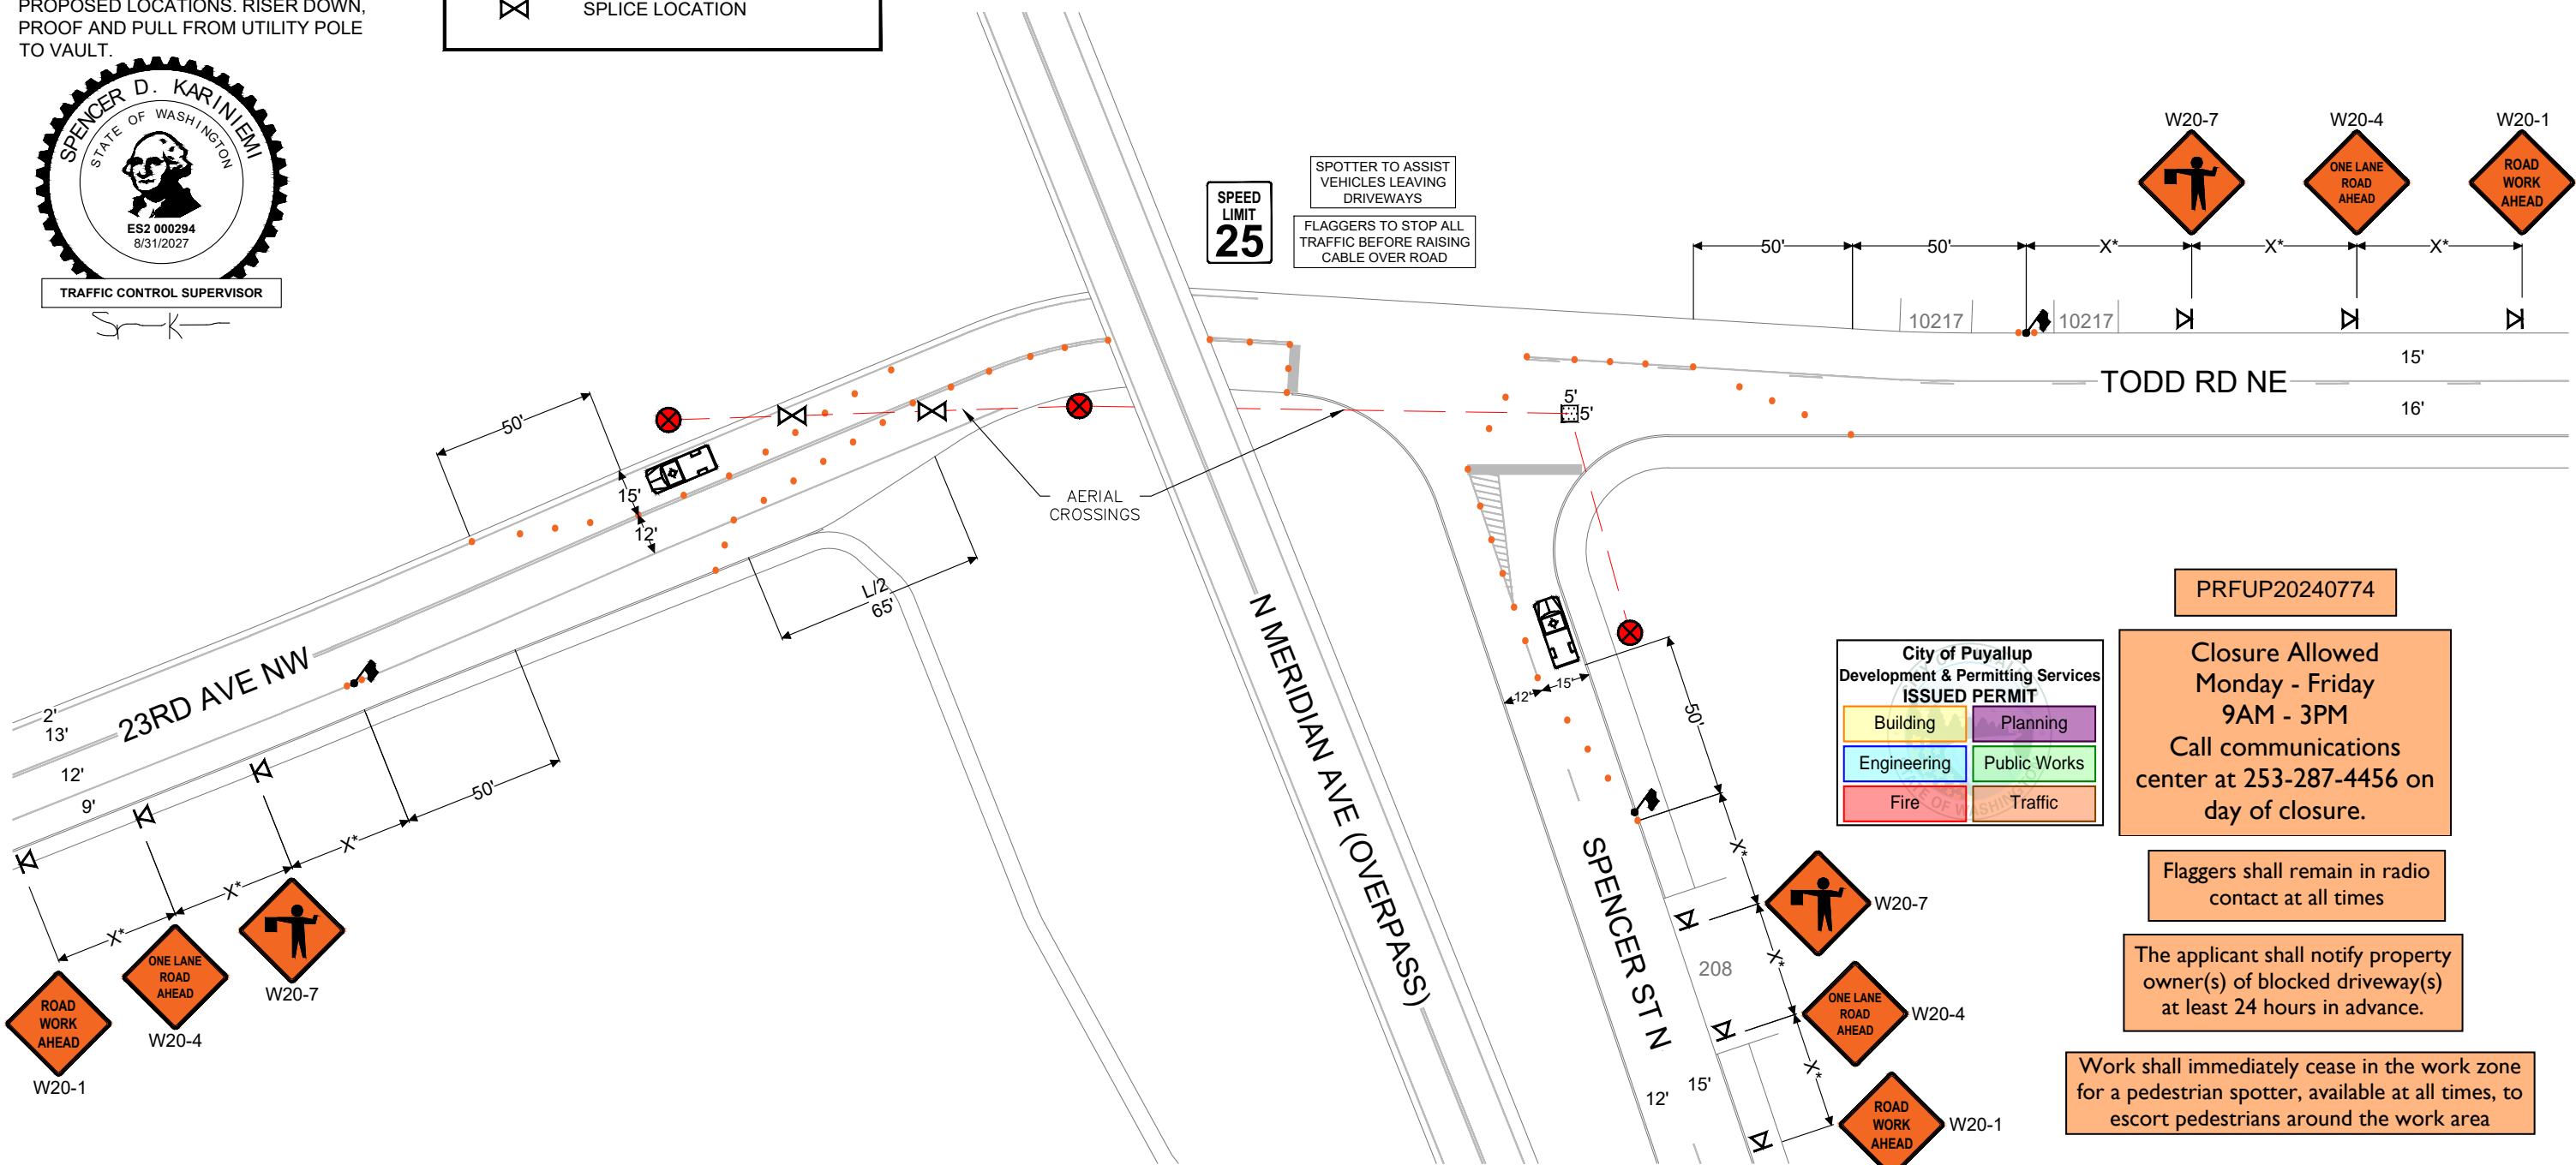 PROPOSED LOCATIONS. RISER DOWN,
PROOF AND PULL FROM UTILITY POLE
TO VAULT.
SPLICE LOCATION
SPENCER D. KARINIEMI
STATE OF WASHINGTON
ES2 000294
8/31/2027
TRAFFIC CONTROL SUPERVISOR
SPEED
LIMIT
25
SPOTTER TO ASSIST
VEHICLES LEAVING
DRIVEWAYS
FLAGGERS TO STOP ALL
TRAFFIC BEFORE RAISING
CABLE OVER ROAD
W20-7
W20-4
W20-1
ONE LANE
ROAD
AHEAD
ROAD
WORK
AHEAD
50'
50'
X*
X*
X*
10217
10217
15'
TODD RD NE
16'
5'
5'
50'
15'
12'
AERIAL
CROSSINGS
L/2
65'
23RD AVE NW
2'
13'
12'
9'
50'
X*
X*
X*
ROAD
WORK
AHEAD
W20-1
ONE LANE
ROAD
AHEAD
W20-4
W20-7
N MERIDIAN AVE (OVERPASS)
12'
15'
50'
SPENCER ST N
X*
X*
X*
208
12'
15'
W20-7
ONE LANE
ROAD
AHEAD
W20-4
ROAD
WORK
AHEAD
W20-1
City of Puyallup
Development & Permitting Services
ISSUED PERMIT
Building
Planning
Engineering
Public Works
Fire
Traffic
PRFUP20240774
Closure Allowed
Monday - Friday
9AM - 3PM
Call communications
center at 253-287-4456 on
day of closure.
Flaggers shall remain in radio
contact at all times
The applicant shall notify property
owner(s) of blocked driveway(s)
at least 24 hours in advance.
Work shall immediately cease in the work zone
for a pedestrian spotter, available at all times, to
escort pedestrians around the work area